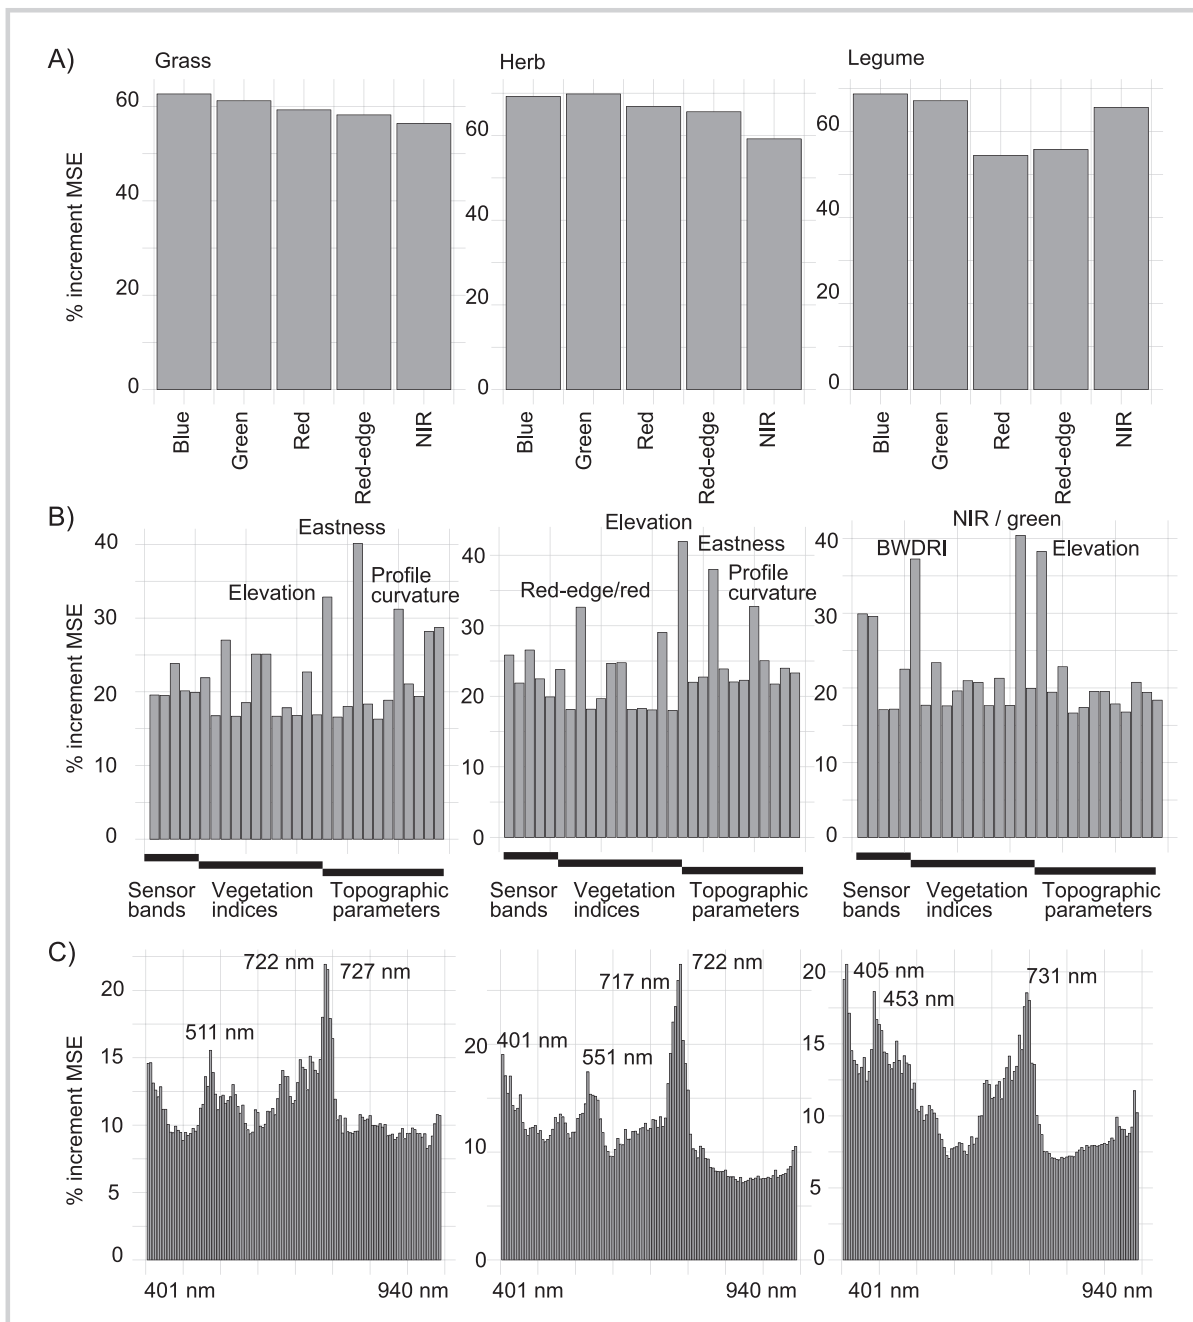 A)
Grass
Herb
Legume
% increment MSE
60
40
20
0
60
40
20
0
60
40
20
0
Blue
Green
Red
Red-edge
NIR
Blue
Green
Red
Red-edge
NIR
Blue
Green
Red
Red-edge
NIR
B)
% increment MSE
40
30
20
10
0
Eastness
Elevation
Profile
curvature
40
30
20
10
0
Elevation
Eastness
Red-edge/red
Profile
curvature
40
30
20
10
0
NIR / green
BWDRI
Elevation
Sensor
bands
Vegetation
indices
Topographic
parameters
Sensor
bands
Vegetation
indices
Topographic
parameters
Sensor
bands
Vegetation
indices
Topographic
parameters
C)
% increment MSE
20
15
10
5
0
722 nm
727 nm
511 nm
401 nm
940 nm
20
10
0
722 nm
717 nm
401 nm
551 nm
401 nm
940 nm
20
15
10
5
0
405 nm
453 nm
731 nm
401 nm
940 nm